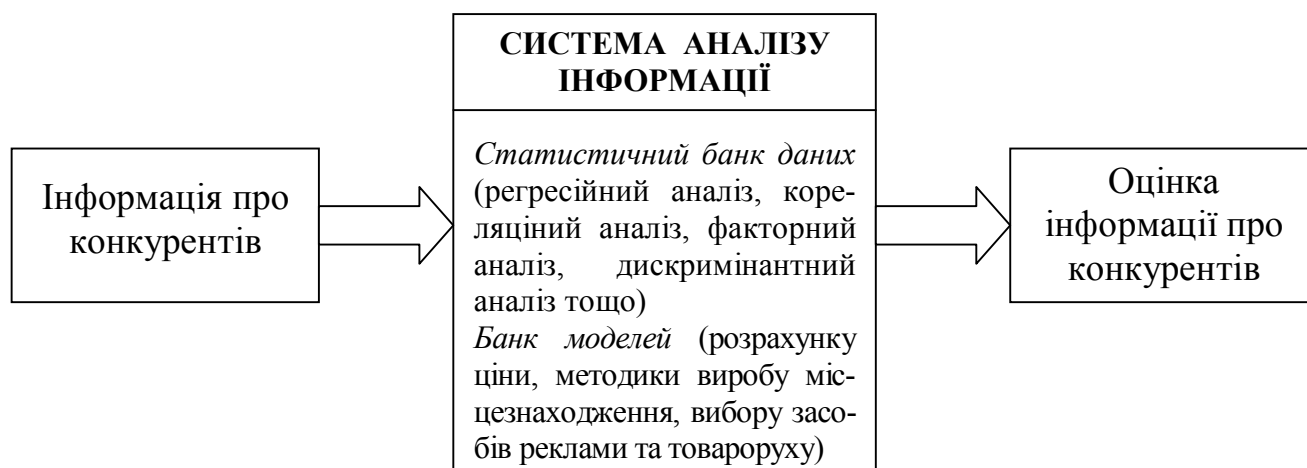 СИСТЕМА АНАЛІЗУ
ІНФОРМАЦІЇ
Інформація про
конкурентів
Статистичний банк даних
(регресійний аналіз, коре-
ляціний аналіз, факторний
аналіз, дискримінантний
аналіз тощо)
Банк моделей (розрахунку
ціни, методики виробу міс-
цезнаходження, вибору засо-
бів реклами та товароруху)
Оцінка
інформації про
конкурентів